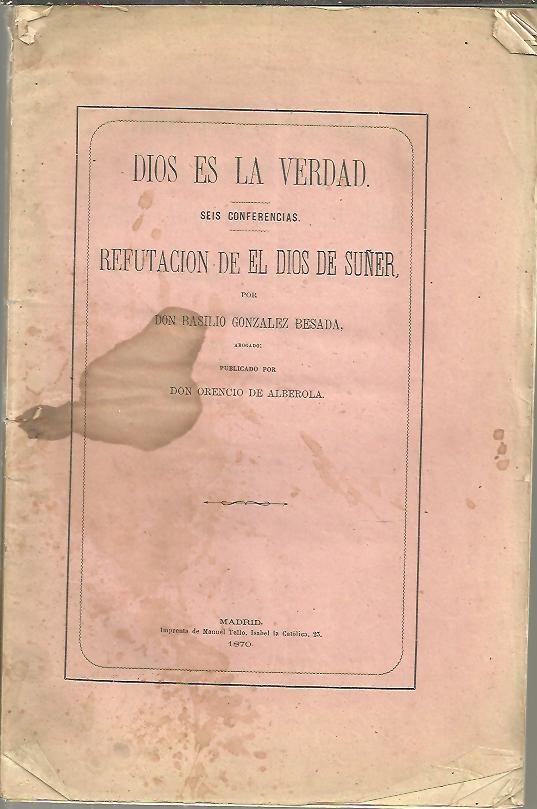 DIOS ES LA VERDAD.
SEIS CONFERENCIAS.
REFUTACION DE EL DIOS DE SUÑER,
POR
DON BASILIO GONZALEZ BESADA,
ABOGADO;
PUBLICADO POR
DON ORENCIO DE ALBEROLA.
MADRID.
Imprenta de Manuel Tello, Isabel la Católica, 23.
1870.